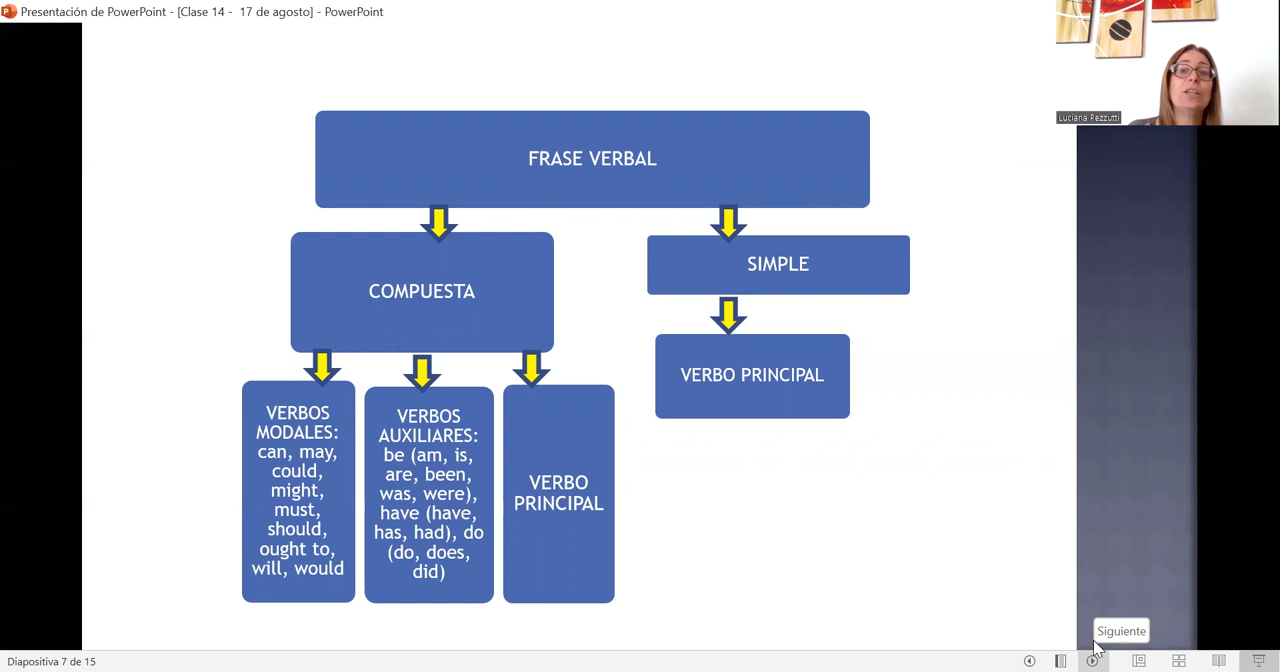 Presentación de PowerPoint - [Clase 14 - 17 de agosto] - PowerPoint
Luciana Pezzutti
FRASE VERBAL
COMPUESTA
SIMPLE
VERBO PRINCIPAL
VERBOS
MODALES:
can, may,
could,
might,
must,
should,
ought to,
will, would
VERBOS
AUXILIARES:
be (am, is,
are, been,
was, were),
have (have,
has, had), do
(do, does,
did)
VERBO
PRINCIPAL
Siguiente
Diapositiva 7 de 15